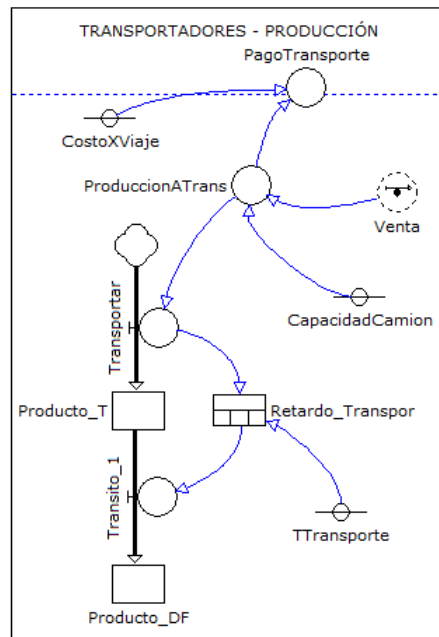 TRANSPORTADORES - PRODUCCIÓN
PagoTransporte
CostoXViaje
ProduccionATrans
Venta
CapacidadCamion
Transportar
Producto_T
Retardo_Transpor
Transito_1
TTransporte
Producto_DF